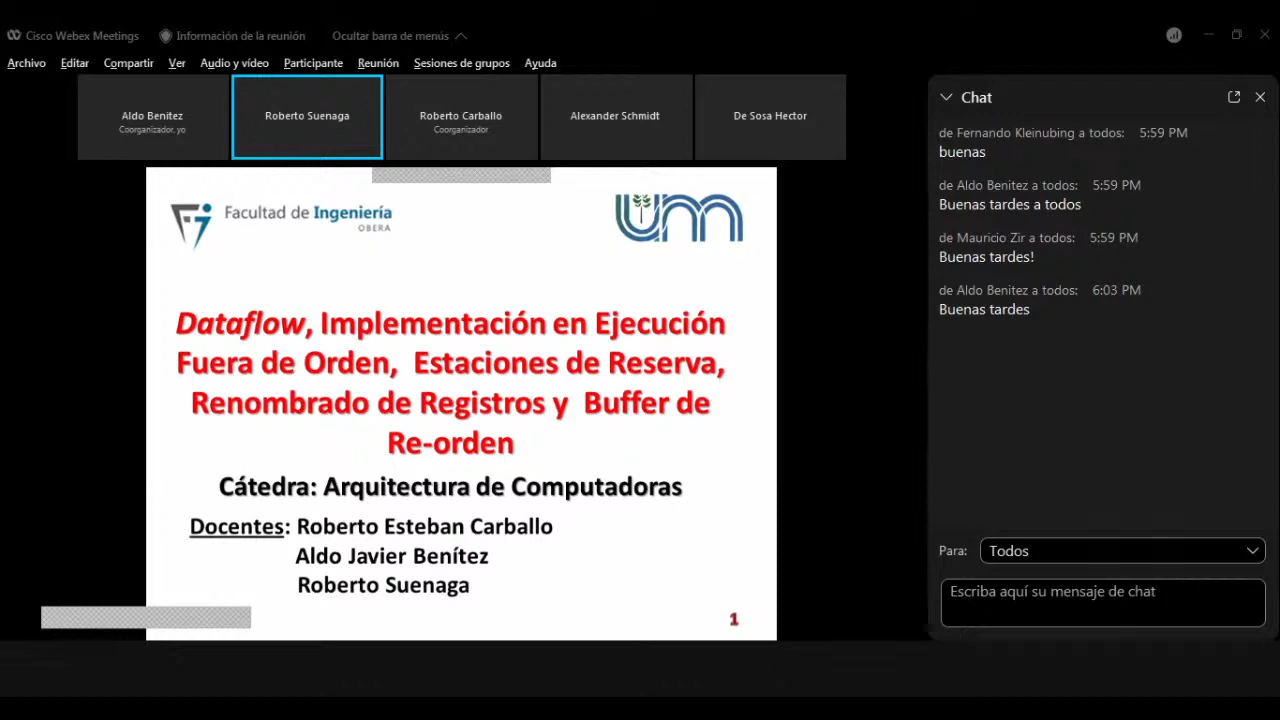 Cisco Webex Meetings
Información de la reunión
Ocultar barra de menús
Archivo Editar Compartir Ver Audio y vídeo Participante Reunión Sesiones de grupos Ayuda
Aldo Benitez
Coorganizador, yo
Roberto Suenaga
Roberto Carballo
Coorganizador
Alexander Schmidt
De Sosa Hector
Facultad de Ingeniería
OBERA
um
Dataflow, Implementación en Ejecución
Fuera de Orden, Estaciones de Reserva,
Renombrado de Registros y Buffer de
Re-orden
Cátedra: Arquitectura de Computadoras
Docentes: Roberto Esteban Carballo
Aldo Javier Benítez
Roberto Suenaga
1
Chat
de Fernando Kleinubing a todos: 5:59 PM
buenas
de Aldo Benitez a todos: 5:59 PM
Buenas tardes a todos
de Mauricio Zir a todos: 5:59 PM
Buenas tardes!
de Aldo Benitez a todos: 6:03 PM
Buenas tardes
Para: Todos
Escriba aquí su mensaje de chat